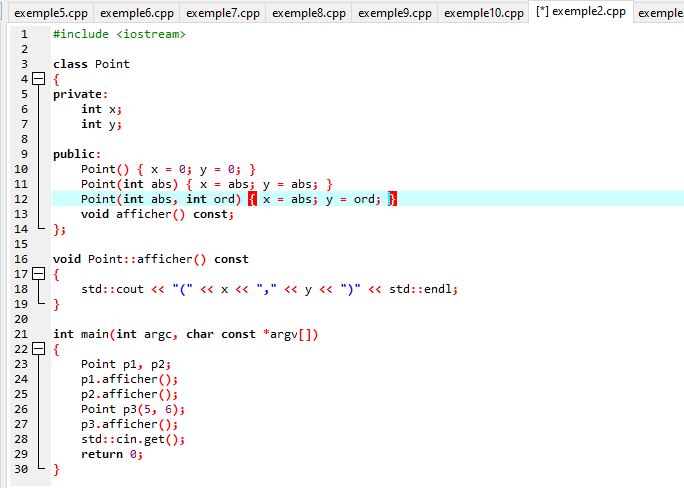 exemple5.cpp exemple6.cpp exemple7.cpp exemple8.cpp exemple9.cpp exemple10.cpp [*] exemple2.cpp exemple
1 #include <iostream>
2
3 class Point
4 {
5 private:
6 int x;
7 int y;
8
9 public:
10 Point() { x = 0; y = 0; }
11 Point(int abs) { x = abs; y = abs; }
12 Point(int abs, int ord) { x = abs; y = ord; }
13 void afficher() const;
14 };
15
16 void Point::afficher() const
17 {
18 std::cout << "(" << x << "," << y << ")" << std::endl;
19 }
20
21 int main(int argc, char const *argv[])
22 {
23 Point p1, p2;
24 p1.afficher();
25 p2.afficher();
26 Point p3(5, 6);
27 p3.afficher();
28 std::cin.get();
29 return 0;
30 }